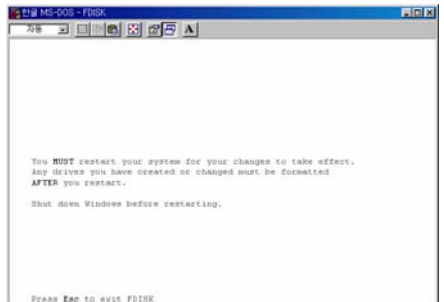 한글 MS-DOS - FDISK
자동
A
You MUST restart your system for your changes to take effect.
Any drives you have created or changed must be formatted
AFTER you restart.
Shut down Windows before restarting.
Press Esc to exit FDISK